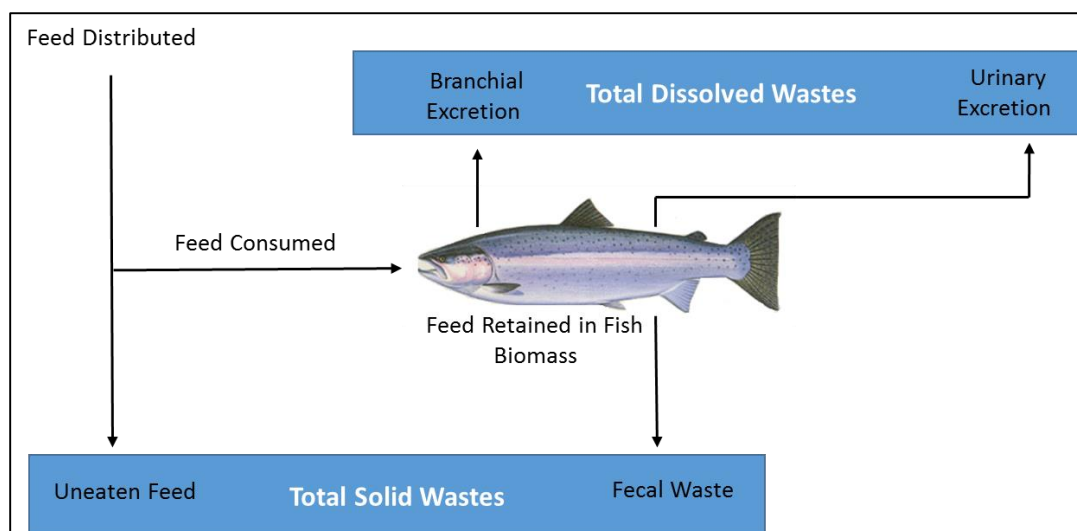 Feed Distributed
Branchial
Excretion
Total Dissolved Wastes
Urinary
Excretion
Feed Consumed
Feed Retained in Fish
Biomass
Uneaten Feed
Total Solid Wastes
Fecal Waste